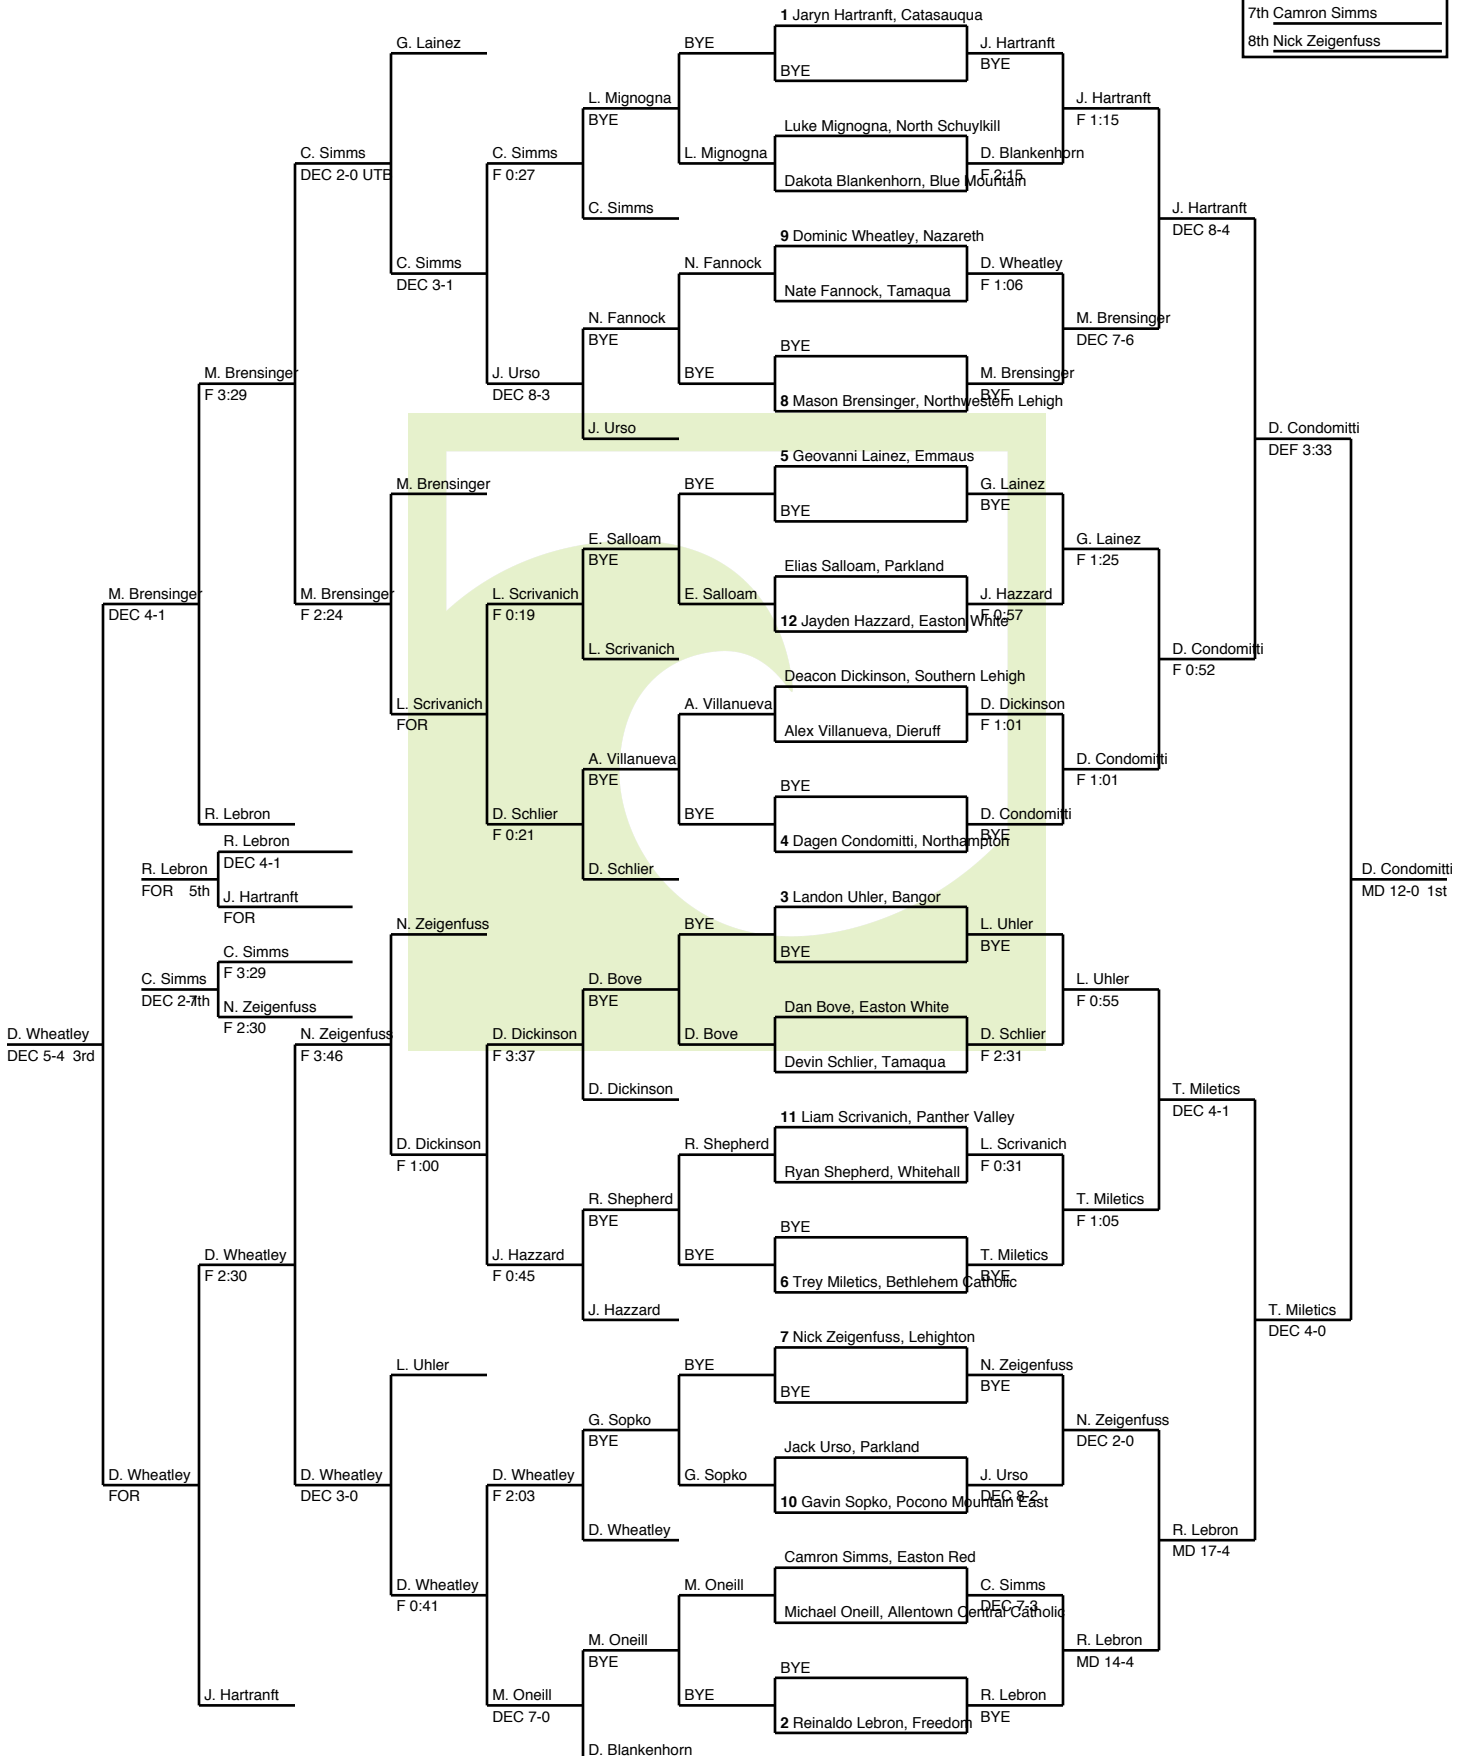 1 Jaryn Hartranft, Catasauqua
7th Camron Simms
8th Nick Zeigenfuss
G. Lainez
BYE
J. Hartranft
BYE
BYE
L. Mignogna
BYE
J. Hartranft
F 1:15
Luke Mignogna, North Schuylkill
C. Simms
DEC 2-0 UTB
C. Simms
F 0:27
L. Mignogna
D. Blankenhorn
F 2:15
Dakota Blankenhorn, Blue Mountain
C. Simms
J. Hartranft
DEC 8-4
9 Dominic Wheatley, Nazareth
C. Simms
DEC 3-1
N. Fannock
D. Wheatley
F 1:06
Nate Fannock, Tamaqua
N. Fannock
BYE
M. Brensinger
DEC 7-6
BYE
M. Brensinger
F 3:29
J. Urso
DEC 8-3
BYE
M. Brensinger
BYE
8 Mason Brensinger, Northwestern Lehigh
J. Urso
D. Condomitti
DEF 3:33
5 Geovanni Lainez, Emmaus
M. Brensinger
BYE
G. Lainez
BYE
BYE
E. Salloam
BYE
G. Lainez
F 1:25
Elias Salloam, Parkland
M. Brensinger
DEC 4-1
M. Brensinger
F 2:24
L. Scrivanich
F 0:19
E. Salloam
J. Hazzard
F 0:57
12 Jayden Hazzard, Easton White
L. Scrivanich
D. Condomitti
F 0:52
Deacon Dickinson, Southern Lehigh
L. Scrivanich
FOR
A. Villanueva
D. Dickinson
F 1:01
Alex Villanueva, Dieruff
A. Villanueva
BYE
D. Condomitti
F 1:01
BYE
R. Lebron
D. Schlier
F 0:21
BYE
D. Condomitti
BYE
4 Dagen Condomitti, Northampton
R. Lebron
DEC 4-1
R. Lebron
FOR 5th
D. Schlier
D. Condomitti
MD 12-0 1st
J. Hartranft
FOR
3 Landon Uhler, Bangor
N. Zeigenfuss
BYE
L. Uhler
BYE
BYE
C. Simms
F 3:29
C. Simms
DEC 2-1 7th
D. Bove
BYE
L. Uhler
F 0:55
N. Zeigenfuss
F 2:30
Dan Bove, Easton White
D. Wheatley
DEC 5-4 3rd
N. Zeigenfuss
F 3:46
D. Dickinson
F 3:37
D. Bove
D. Schlier
F 2:31
Devin Schlier, Tamaqua
D. Dickinson
T. Miletics
DEC 4-1
11 Liam Scrivanich, Panther Valley
D. Dickinson
F 1:00
R. Shepherd
L. Scrivanich
F 0:31
Ryan Shepherd, Whitehall
R. Shepherd
BYE
T. Miletics
F 1:05
BYE
D. Wheatley
F 2:30
J. Hazzard
F 0:45
BYE
T. Miletics
BYE
6 Trey Miletics, Bethlehem Catholic
J. Hazzard
T. Miletics
DEC 4-0
7 Nick Zeigenfuss, Lehighton
L. Uhler
BYE
N. Zeigenfuss
BYE
BYE
G. Sopko
BYE
N. Zeigenfuss
DEC 2-0
Jack Urso, Parkland
D. Wheatley
FOR
D. Wheatley
DEC 3-0
D. Wheatley
F 2:03
G. Sopko
J. Urso
DEC 8-2
10 Gavin Sopko, Pocono Mountain East
D. Wheatley
R. Lebron
MD 17-4
Camron Simms, Easton Red
D. Wheatley
F 0:41
M. Oneill
C. Simms
DEC 7-3
Michael Oneill, Allentown Central Catholic
M. Oneill
BYE
R. Lebron
MD 14-4
BYE
J. Hartranft
M. Oneill
DEC 7-0
BYE
R. Lebron
BYE
2 Reinaldo Lebron, Freedom
D. Blankenhorn